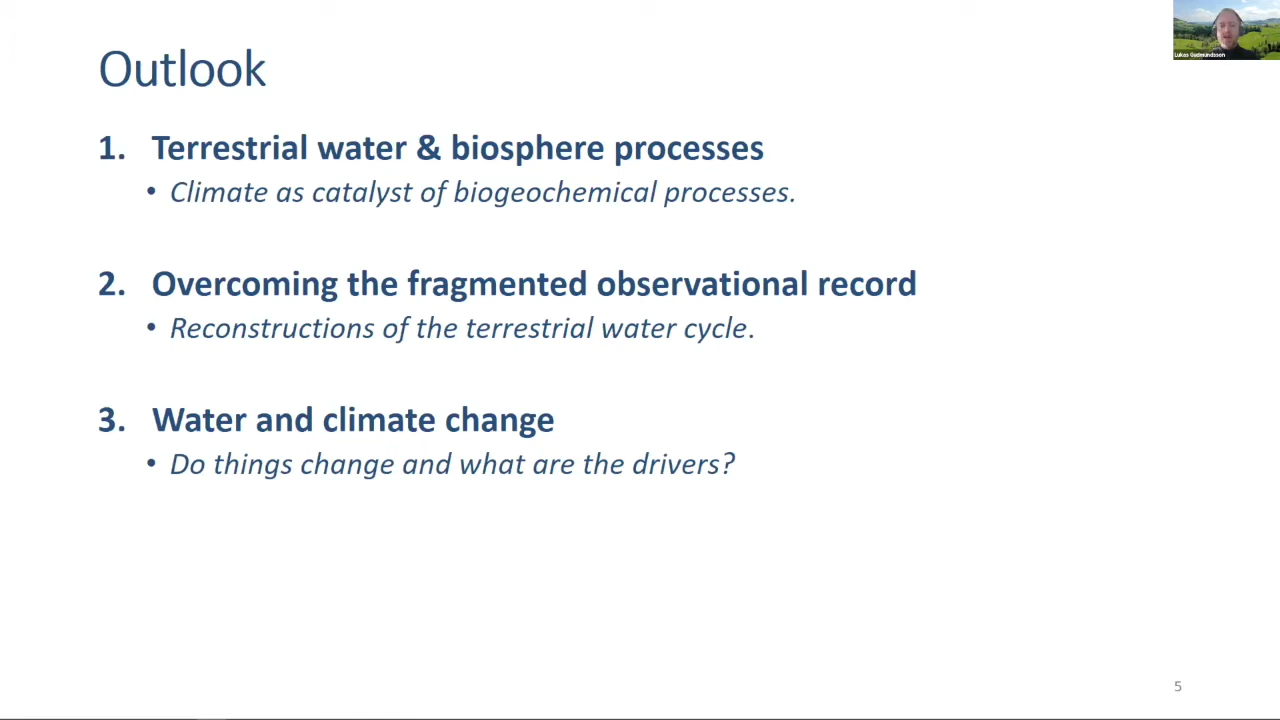 Outlook
Lukas Gudmundsson
1. Terrestrial water & biosphere processes
• Climate as catalyst of biogeochemical processes.
2. Overcoming the fragmented observational record
• Reconstructions of the terrestrial water cycle.
3. Water and climate change
• Do things change and what are the drivers?
5